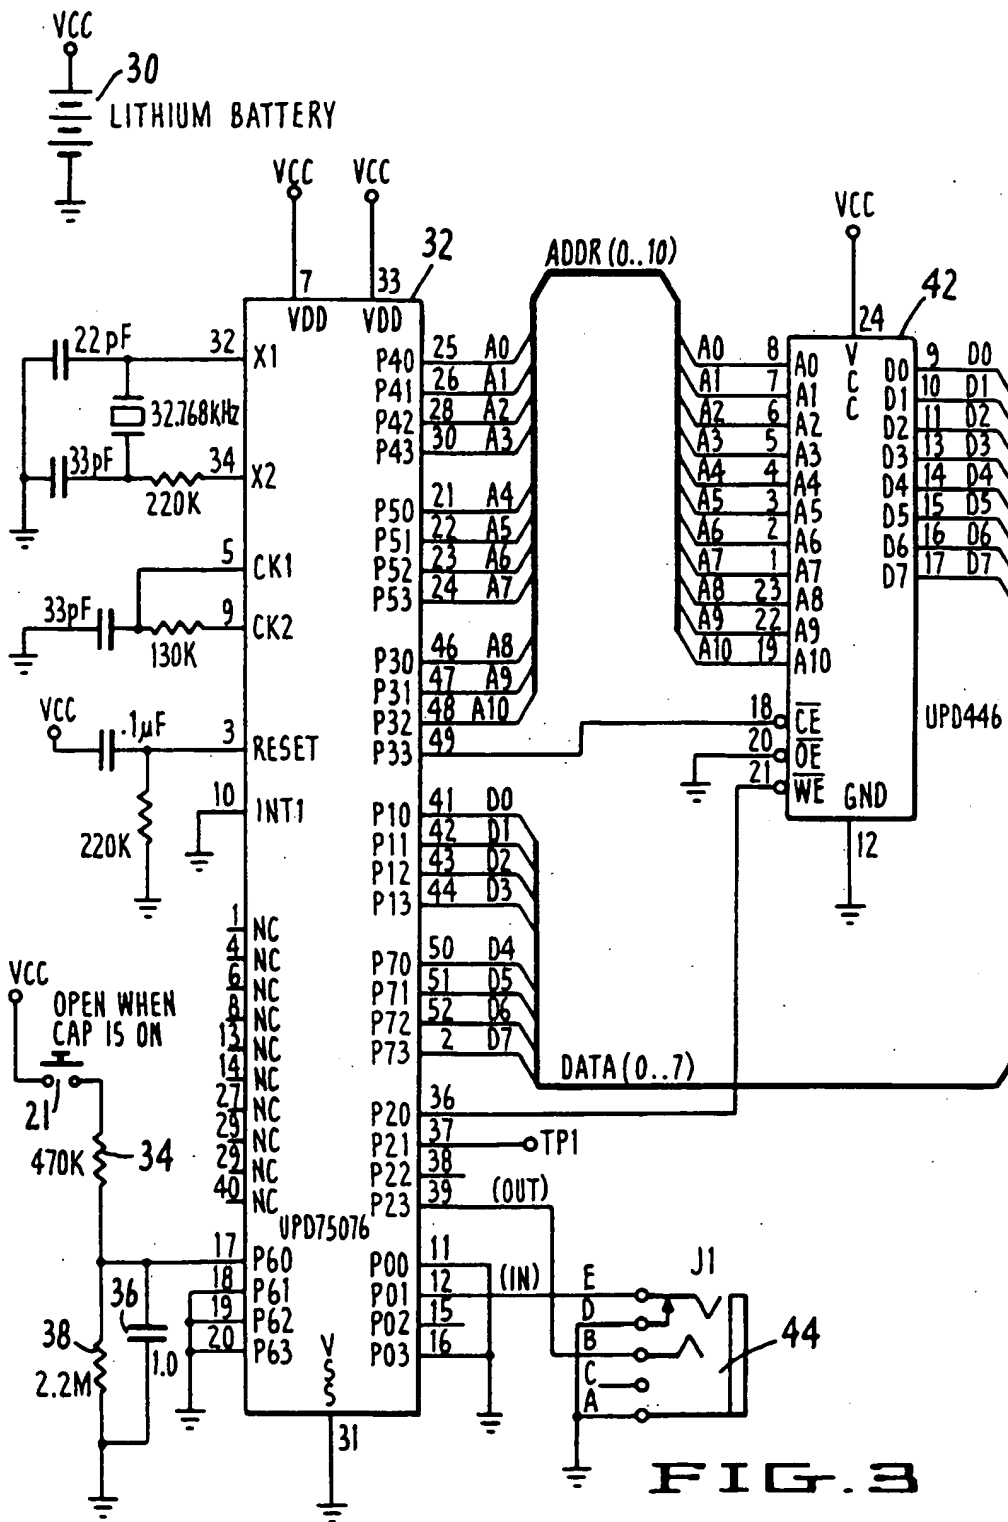 VCC
30
LITHIUM BATTERY
VCC
VCC
32
7
33
VDD
VDD
22pF
32
X1
32.768kHz
33pF
34
X2
220K
5
CK1
33pF
9
CK2
130K
VCC
.1µF
3
RESET
10
INT1
220K
1 NC
4 NC
6 NC
8 NC
13 NC
14 NC
27 NC
29 NC
29 NC
40 NC
VCC
OPEN WHEN
CAP IS ON
21
470K
34
UPD75076
17 P60
18 P61
19 P62
20 P63
36
38
1.0
2.2M
VSS
31
P40 25 A0
P41 26 A1
P42 28 A2
P43 30 A3
P50 21 A4
P51 22 A5
P52 23 A6
P53 24 A7
P30 46 A8
P31 47 A9
P32 48 A10
P33 49
P10 41 D0
P11 42 D1
P12 43 D2
P13 44 D3
P70 50 D4
P71 51 D5
P72 52 D6
P73 2 D7
P20 36
P21 37 TP1
P22 38
P23 39 (OUT)
P00 11
P01 12 (IN)
P02 15
P03 16
ADDR (0..10)
DATA (0..7)
VCC
24
42
VCC
A0 8 A0
A1 7 A1
A2 6 A2
A3 5 A3
A4 4 A4
A5 3 A5
A6 2 A6
A7 1 A7
A8 23 A8
A9 22 A9
A10 19 A10
18 CE
20 OE
21 WE
D0 9 D0
D1 10 D1
D2 11 D2
D3 13 D3
D4 14 D4
D5 15 D5
D6 16 D6
D7 17 D7
UPD446
GND
12
J1
E
D
B
C
A
44
FIG. 3